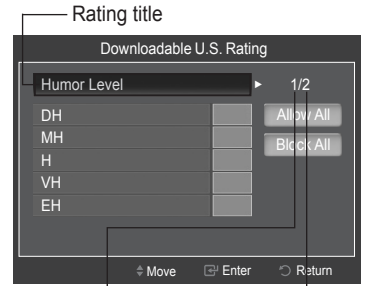 Rating title
Downloadable U.S. Rating
Humor Level ► 1/2
DH
Allow All
MH
Block All
H
VH
EH
Move Enter Return